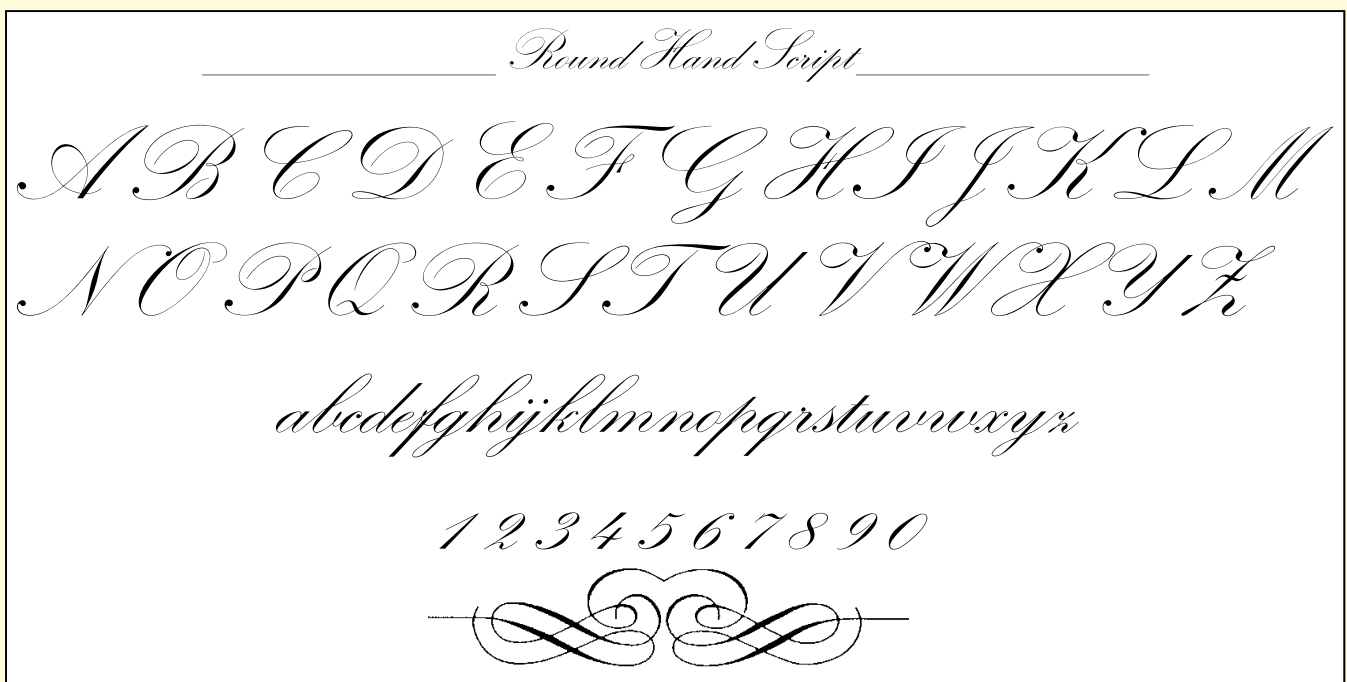 Round Hand Script
A B C D E F G H I J K L M
N O P Q R S T U V W X Y Z
abcdefghijklmnopqrstuvwxyz
1 2 3 4 5 6 7 8 9 0